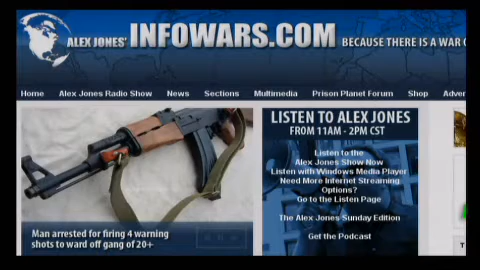 ALEX JONES' INFOWARS.COM BECAUSE THERE IS A WAR
Home Alex Jones Radio Show News Sections Multimedia Prison Planet Forum Shop Adver
LISTEN TO ALEX JONES
FROM 11AM - 2PM CST
Listen to the
Alex Jones Show Now
Listen with Windows Media Player
Need More Internet Streaming
Options?
Go to the Listen Page
The Alex Jones Sunday Edition
Get the Podcast
Man arrested for firing 4 warning
shots to ward off gang of 20+